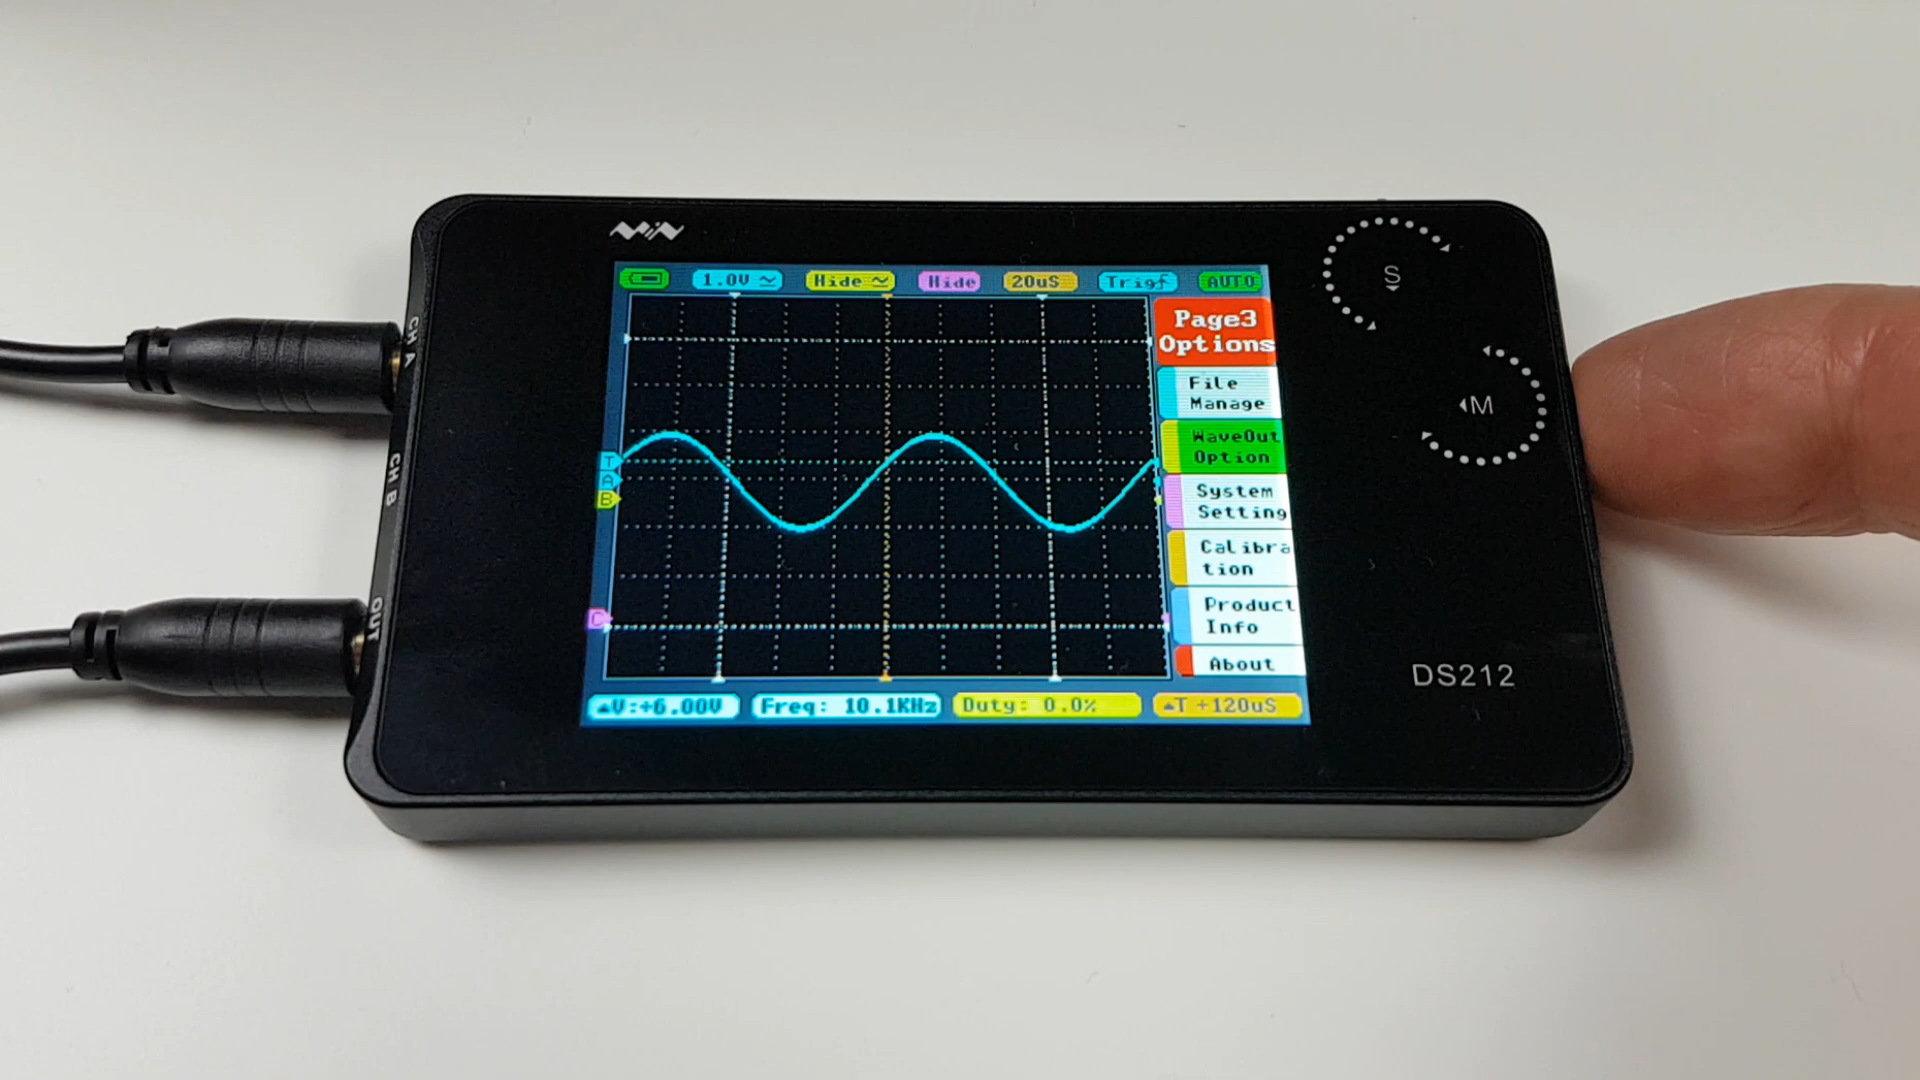 1.0V
Hide
Hide
20uS
Trig
AUTO
Page3
Options
File
Manage
WaveOut
Option
System
Setting
Calibra
tion
Product
Info
About
T
A
B
C
▲V:+6.00V
Freq: 10.1KHz
Duty: 0.0%
▲T +120uS
CH A
CH B
OUT
S
M
DS212